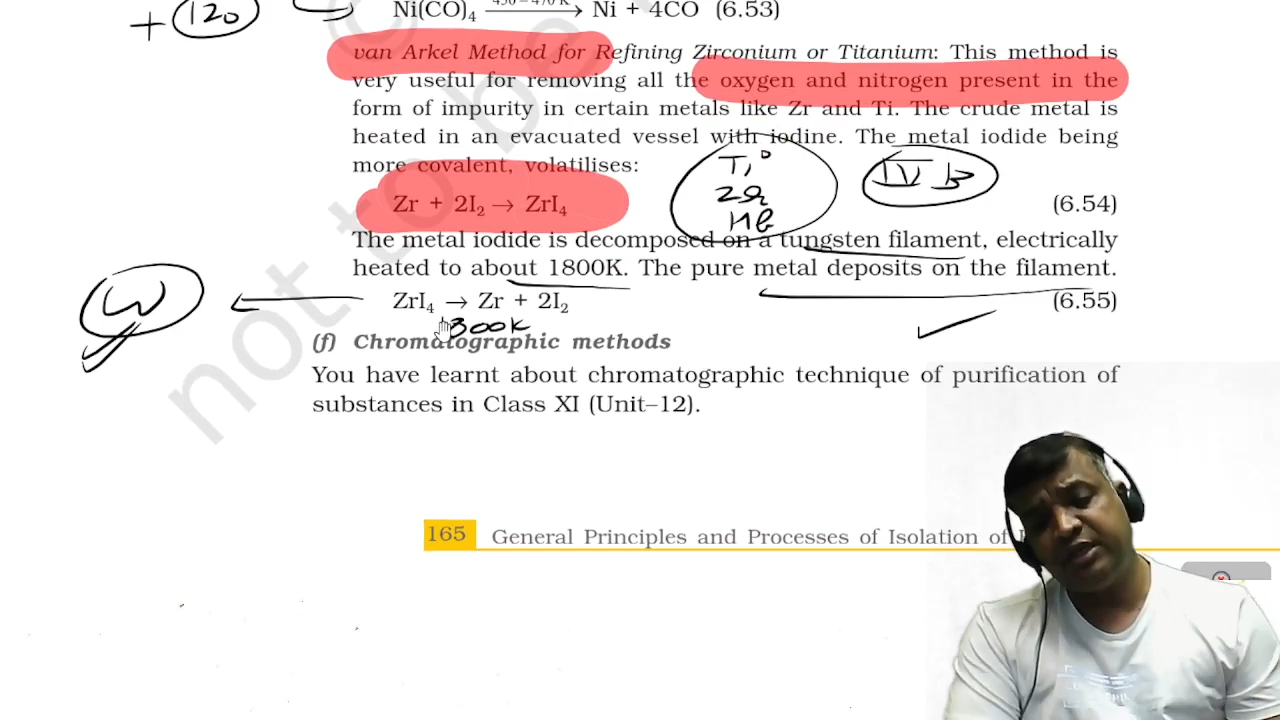 + 120
Ni(CO)4 ⟶ Ni + 4CO (6.53)
van Arkel Method for Refining Zirconium or Titanium: This method is
very useful for removing all the oxygen and nitrogen present in the
form of impurity in certain metals like Zr and Ti. The crude metal is
heated in an evacuated vessel with iodine. The metal iodide being
more covalent, volatilises:
Ti
Zr
Hf
IV B
Zr + 2I2 → ZrI4 (6.54)
The metal iodide is decomposed on a tungsten filament, electrically
heated to about 1800K. The pure metal deposits on the filament.
W
ZrI4 → Zr + 2I2 (6.55)
(f) Chromatographic methods
You have learnt about chromatographic technique of purification of
substances in Class XI (Unit–12).
not to be
165 General Principles and Processes of Isolation of